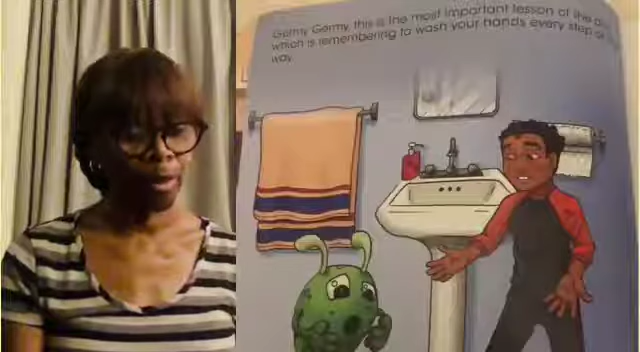 Germy Germy, this is the most important lesson of the
which is remembering to wash your hands every step of
way.